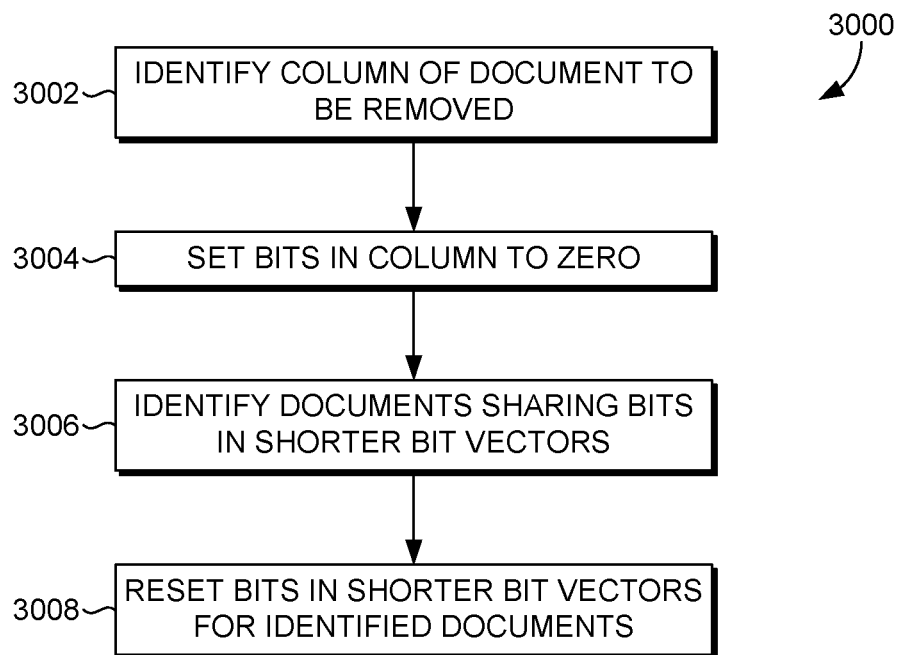 3000
3002
IDENTIFY COLUMN OF DOCUMENT TO
BE REMOVED
3004
SET BITS IN COLUMN TO ZERO
3006
IDENTIFY DOCUMENTS SHARING BITS
IN SHORTER BIT VECTORS
3008
RESET BITS IN SHORTER BIT VECTORS
FOR IDENTIFIED DOCUMENTS